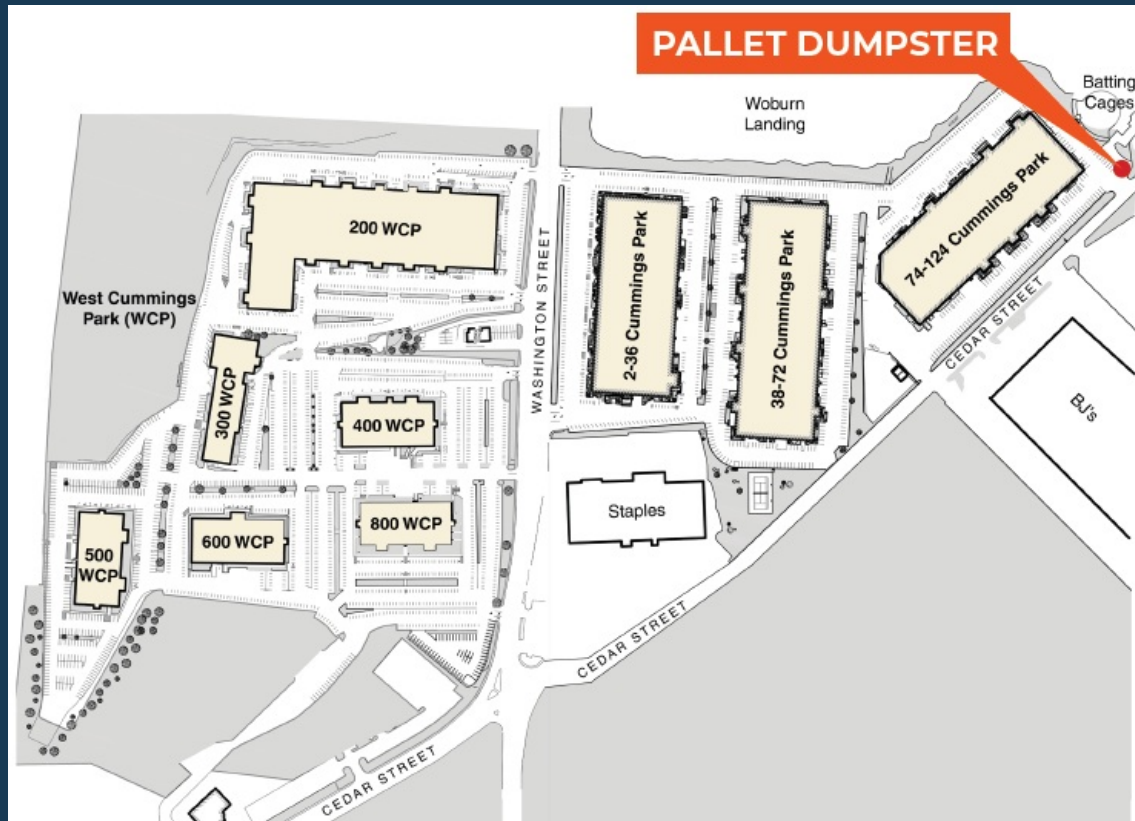 PALLET DUMPSTER
Batting
Cages
Woburn
Landing
200 WCP
2-36 Cummings Park
38-72 Cummings Park
74-124 Cummings Park
WASHINGTON STREET
West Cummings
Park (WCP)
CEDAR STREET
300 WCP
400 WCP
BJ's
800 WCP
Staples
600 WCP
500
WCP
CEDAR STREET
CEDAR STREET